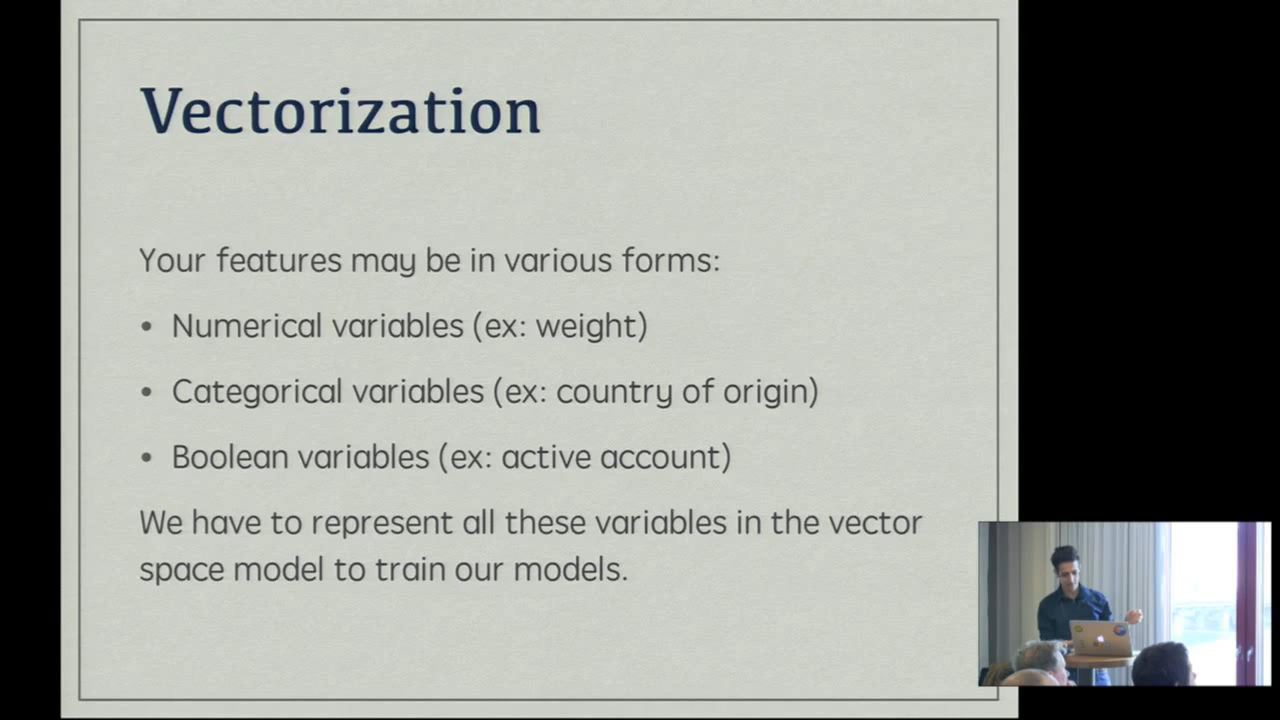 Vectorization
Your features may be in various forms:
• Numerical variables (ex: weight)
• Categorical variables (ex: country of origin)
• Boolean variables (ex: active account)
We have to represent all these variables in the vector
space model to train our models.